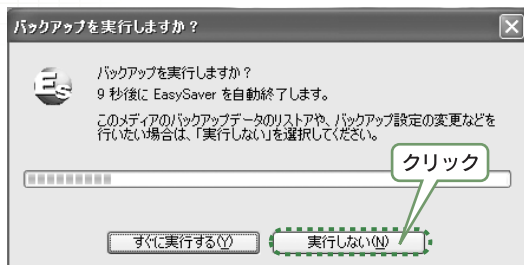 バックアップを実行しますか?
バックアップを実行しますか?
9 秒後に EasySaver を自動終了します。
このメディアのバックアップデータのリストアや、バックアップ設定の変更などを
行いたい場合は、「実行しない」を選択してください。
クリック
すぐに実行する(Y)
実行しない(N)
Es